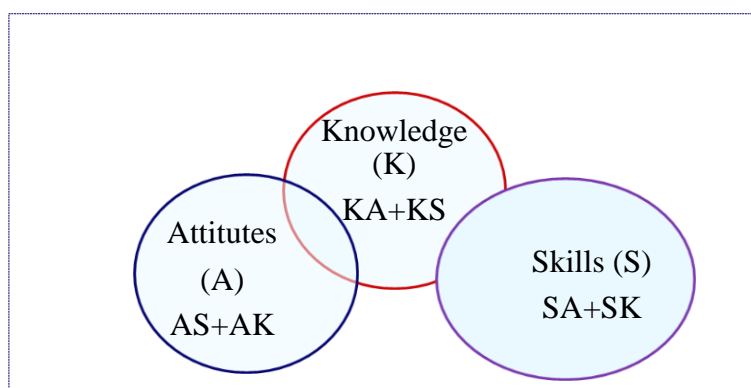 Knowledge
(K)
KA+KS
Attitutes
(A)
AS+AK
Skills (S)
SA+SK